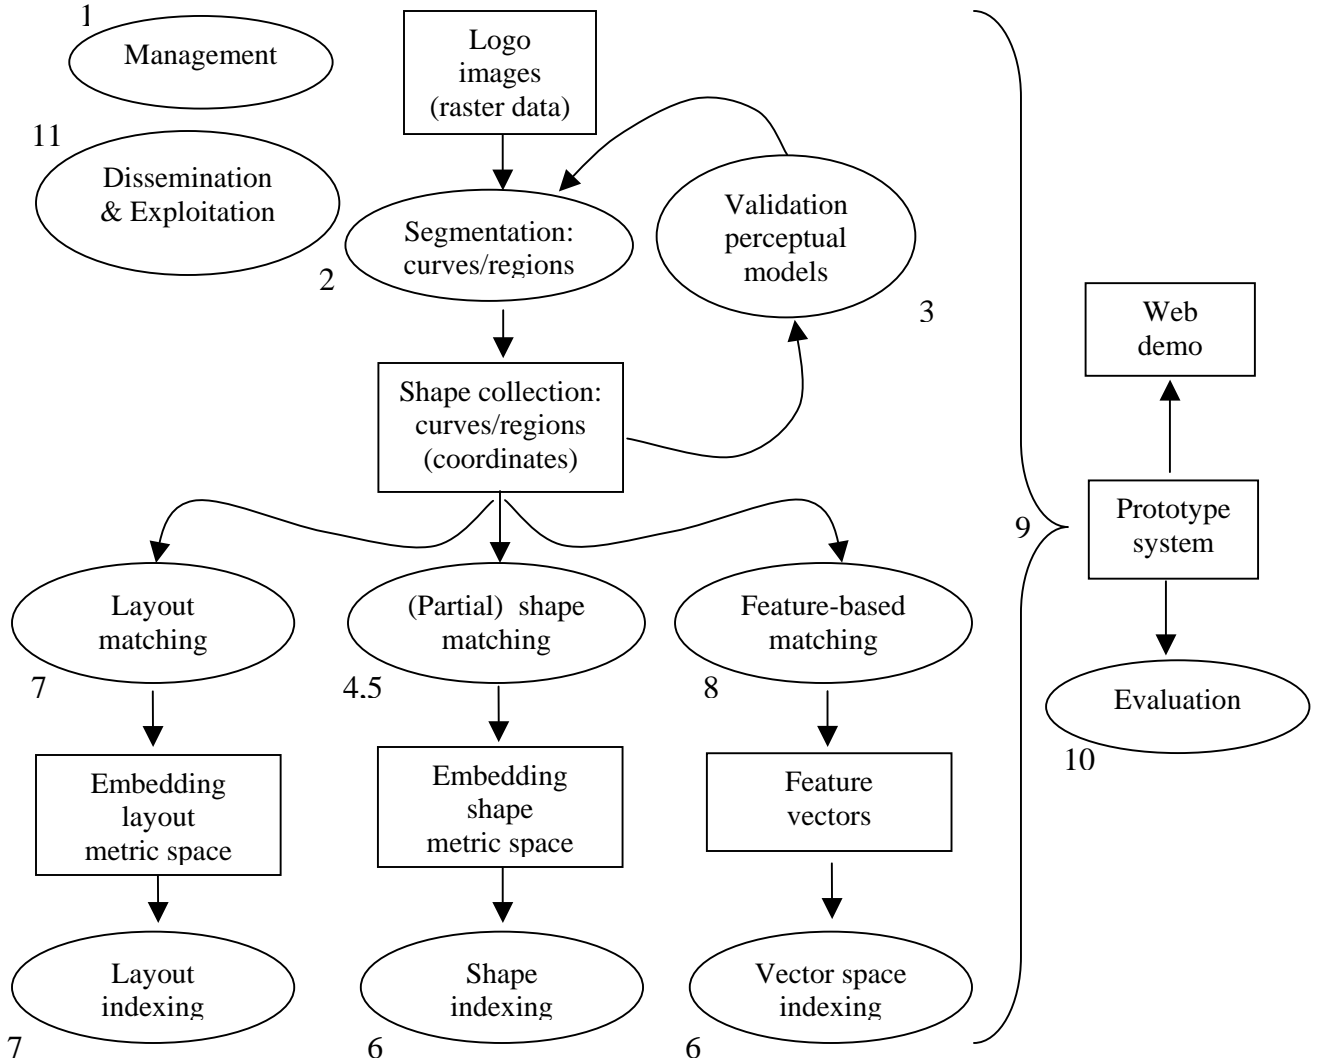 1
Management
11
Dissemination
& Exploitation
Logo
images
(raster data)
Segmentation:
curves/regions
2
Validation
perceptual
models
3
Shape collection:
curves/regions
(coordinates)
Layout
matching
7
(Partial) shape
matching
4.5
Feature-based
matching
8
Embedding
layout
metric space
Embedding
shape
metric space
Feature
vectors
Layout
indexing
7
Shape
indexing
6
Vector space
indexing
6
9
Web
demo
Prototype
system
Evaluation
10